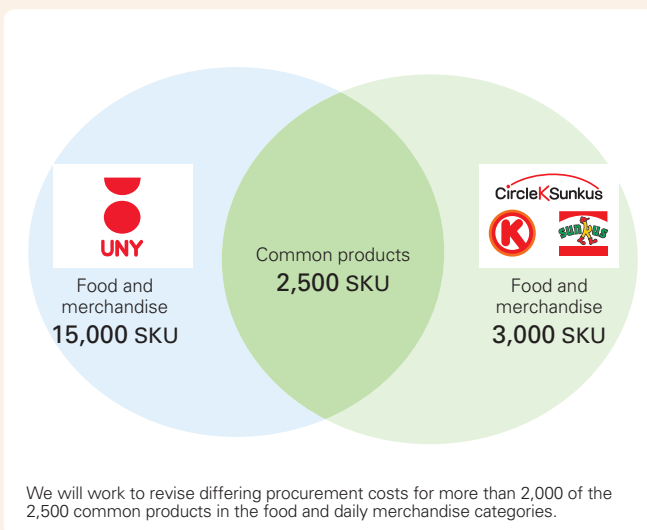 UNY
Food and
merchandise
15,000 SKU
Common products
2,500 SKU
CircleKSunkus
K
sunkus
Food and
merchandise
3,000 SKU
We will work to revise differing procurement costs for more than 2,000 of the
2,500 common products in the food and daily merchandise categories.